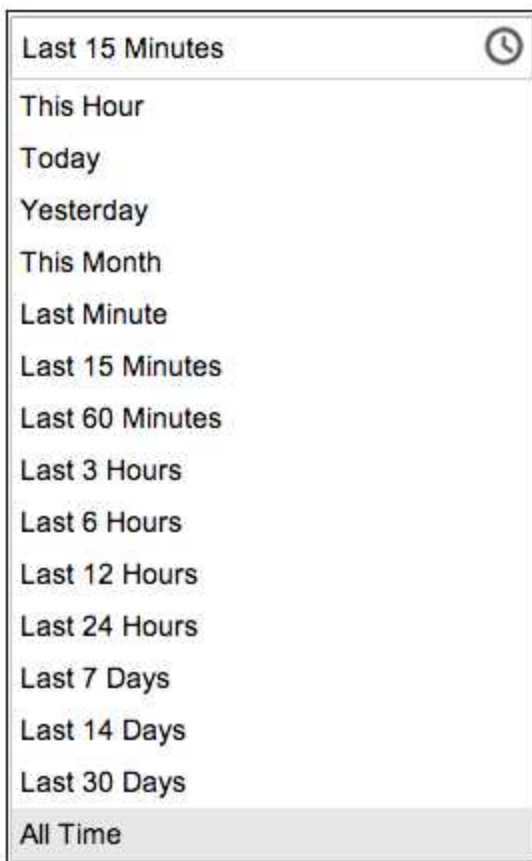 Last 15 Minutes
This Hour
Today
Yesterday
This Month
Last Minute
Last 15 Minutes
Last 60 Minutes
Last 3 Hours
Last 6 Hours
Last 12 Hours
Last 24 Hours
Last 7 Days
Last 14 Days
Last 30 Days
All Time